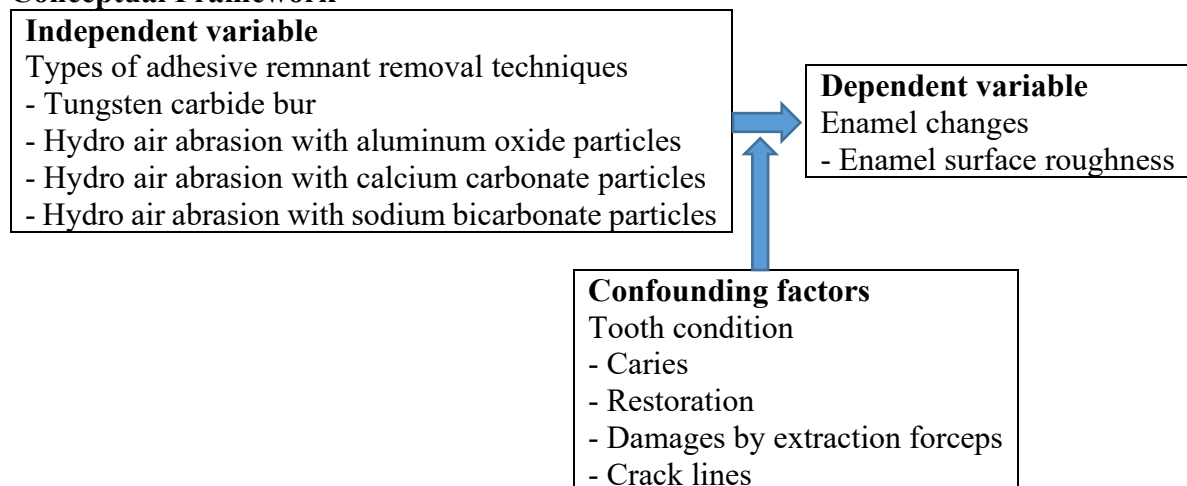 Conceptual Framework
Independent variable
Types of adhesive remnant removal techniques
- Tungsten carbide bur
- Hydro air abrasion with aluminum oxide particles
- Hydro air abrasion with calcium carbonate particles
- Hydro air abrasion with sodium bicarbonate particles
Dependent variable
Enamel changes
- Enamel surface roughness
Confounding factors
Tooth condition
- Caries
- Restoration
- Damages by extraction forceps
- Crack lines